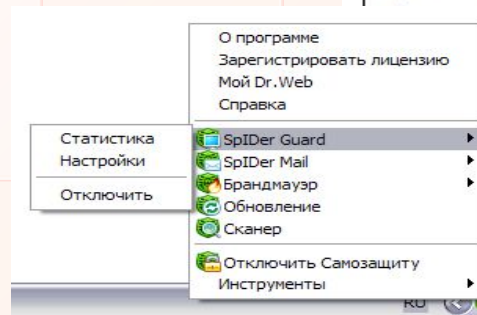 О программе
Зарегистрировать лицензию
Мой Dr.Web
Справка
SpIDer Guard
SpIDer Mail
Брандмауэр
Обновление
Сканер
Отключить Самозащиту
Инструменты
Статистика
Настройки
Отключить
RU